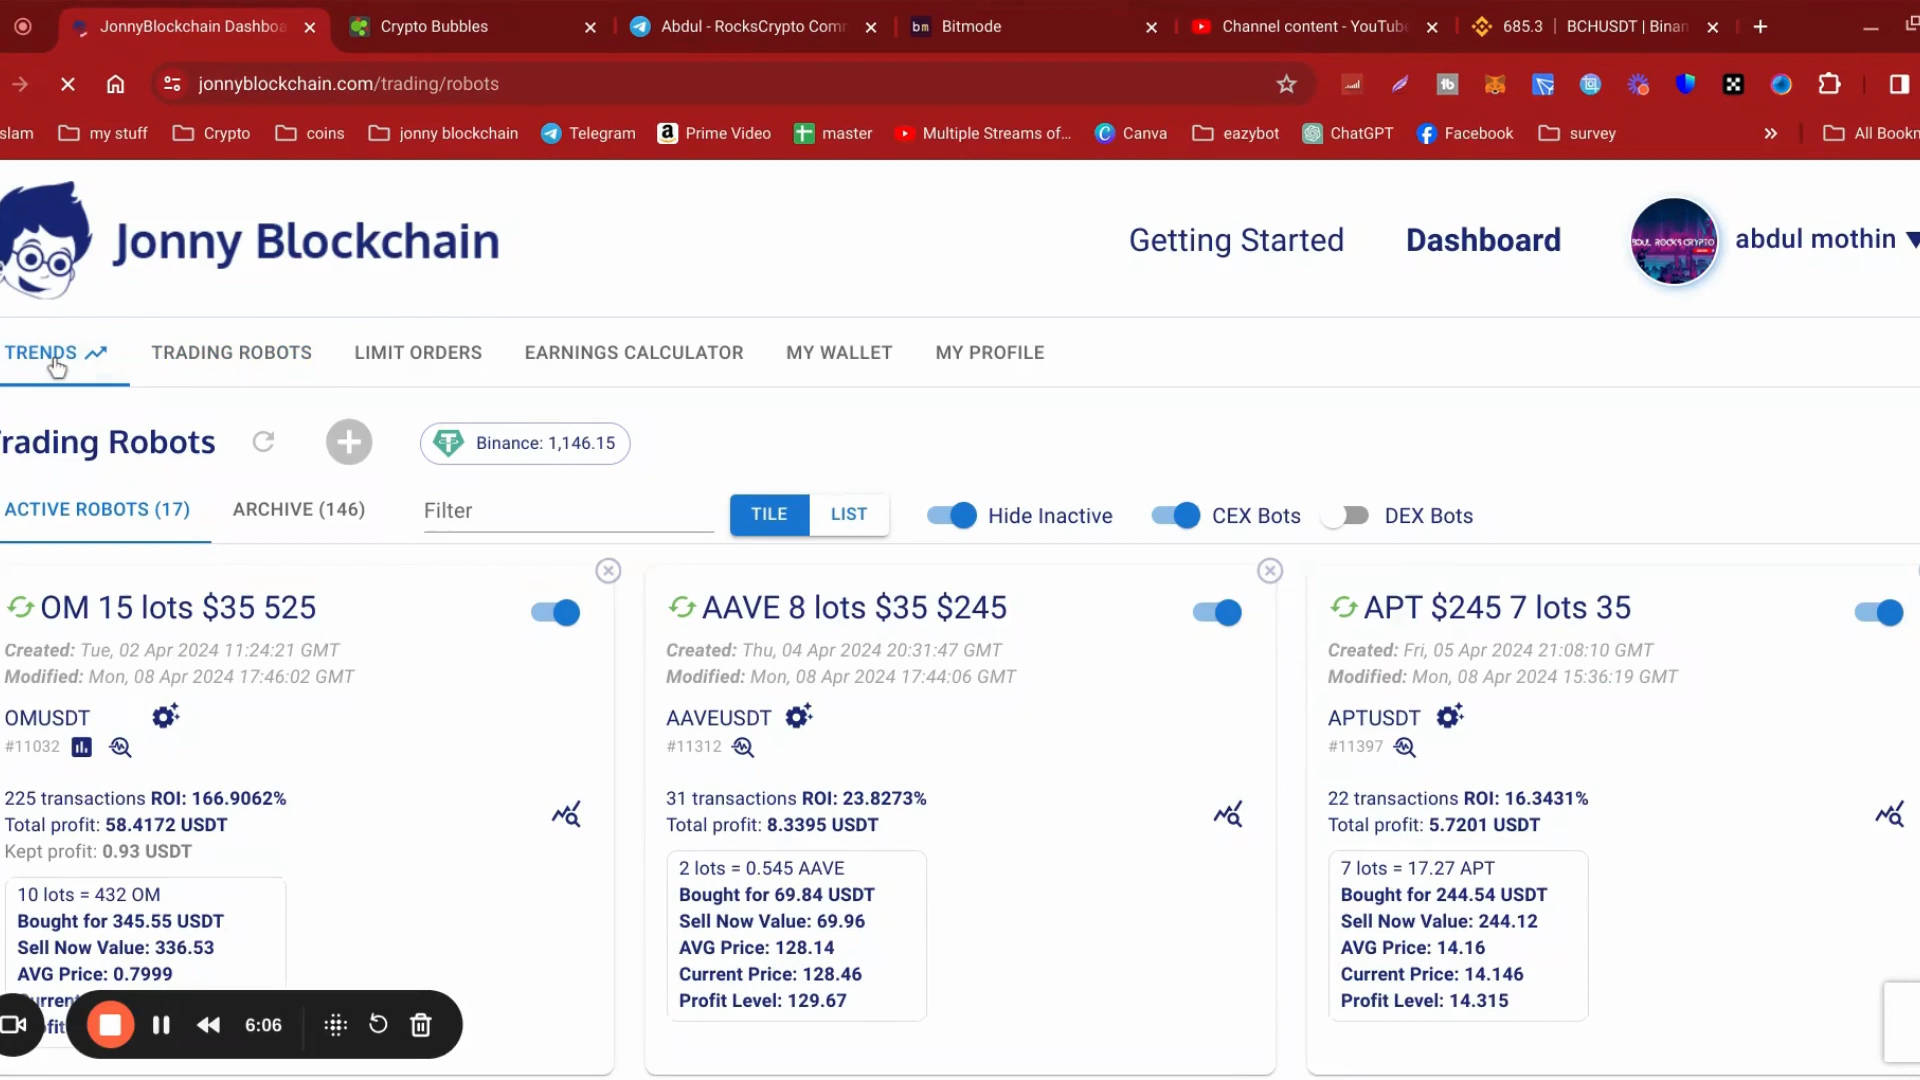 JonnyBlockchain Dashboa
Crypto Bubbles
Abdul - RocksCrypto Com
bm Bitmode
Channel content - YouTube
685.3 | BCHUSDT | Binan
jonnyblockchain.com/trading/robots
slam
my stuff
Crypto
coins
jonny blockchain
Telegram
Prime Video
master
Multiple Streams of...
Canva
eazybot
ChatGPT
Facebook
survey
All Bookn
Jonny Blockchain
Getting Started
Dashboard
abdul mothin
TRENDS
TRADING ROBOTS
LIMIT ORDERS
EARNINGS CALCULATOR
MY WALLET
MY PROFILE
rading Robots
Binance: 1,146.15
ACTIVE ROBOTS (17)
ARCHIVE (146)
Filter
TILE
LIST
Hide Inactive
CEX Bots
DEX Bots
OM 15 lots $35 525
Created: Tue, 02 Apr 2024 11:24:21 GMT
Modified: Mon, 08 Apr 2024 17:46:02 GMT
OMUSDT
#11032
225 transactions ROI: 166.9062%
Total profit: 58.4172 USDT
Kept profit: 0.93 USDT
10 lots = 432 OM
Bought for 345.55 USDT
Sell Now Value: 336.53
AVG Price: 0.7999
AAVE 8 lots $35 $245
Created: Thu, 04 Apr 2024 20:31:47 GMT
Modified: Mon, 08 Apr 2024 17:44:06 GMT
AAVEUSDT
#11312
31 transactions ROI: 23.8273%
Total profit: 8.3395 USDT
2 lots = 0.545 AAVE
Bought for 69.84 USDT
Sell Now Value: 69.96
AVG Price: 128.14
Current Price: 128.46
Profit Level: 129.67
APT $245 7 lots 35
Created: Fri, 05 Apr 2024 21:08:10 GMT
Modified: Mon, 08 Apr 2024 15:36:19 GMT
APTUSDT
#11397
22 transactions ROI: 16.3431%
Total profit: 5.7201 USDT
7 lots = 17.27 APT
Bought for 244.54 USDT
Sell Now Value: 244.12
AVG Price: 14.16
Current Price: 14.146
Profit Level: 14.315
6:06